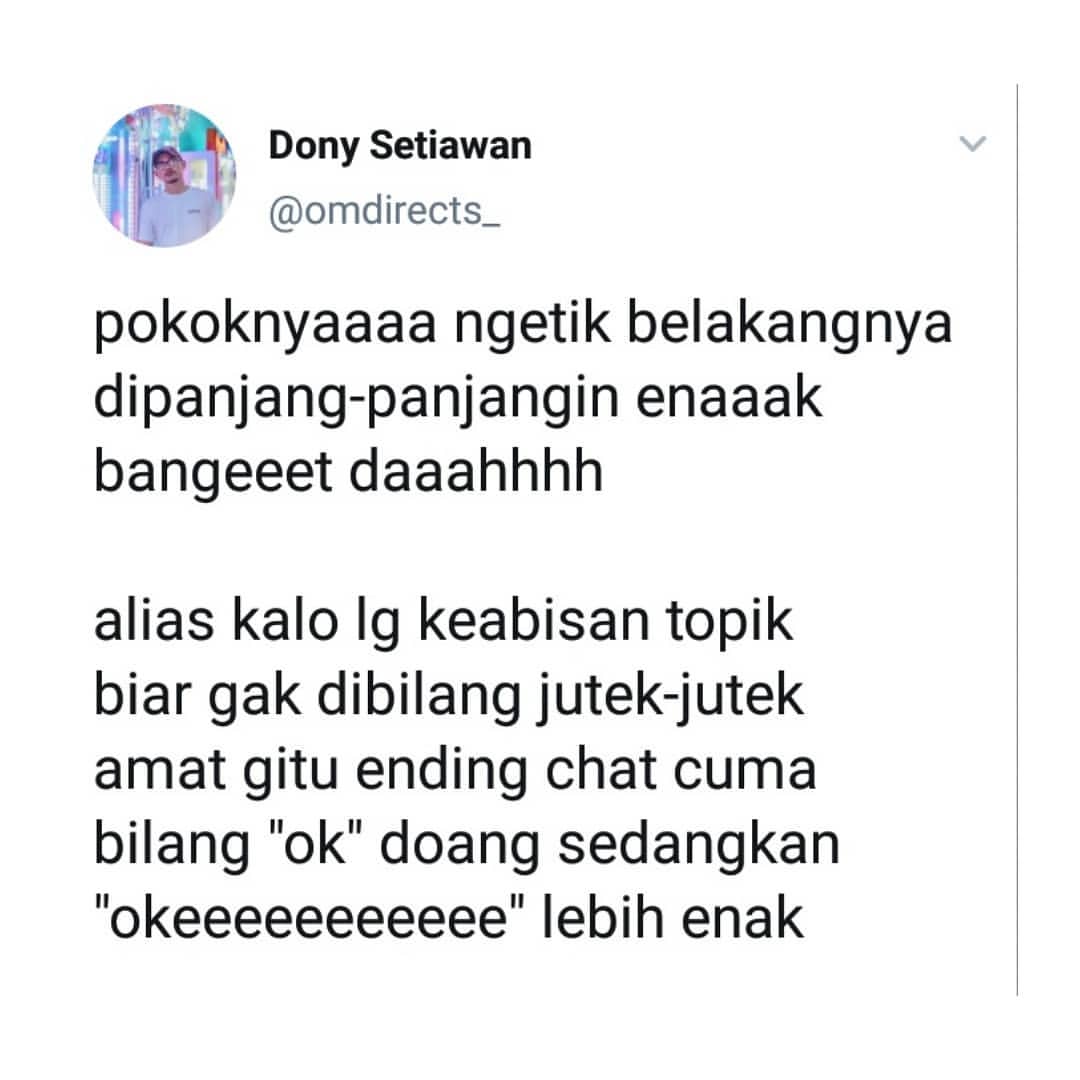 Dony Setiawan
@omdirects_
pokoknyaaaa ngetik belakangnya
dipanjang-panjangin enaaak
bangeeet daaahhhh
alias kalo lg keabisan topik
biar gak dibilang jutek-jutek
amat gitu ending chat cuma
bilang "ok" doang sedangkan
"okeeeeeeeeeee" lebih enak